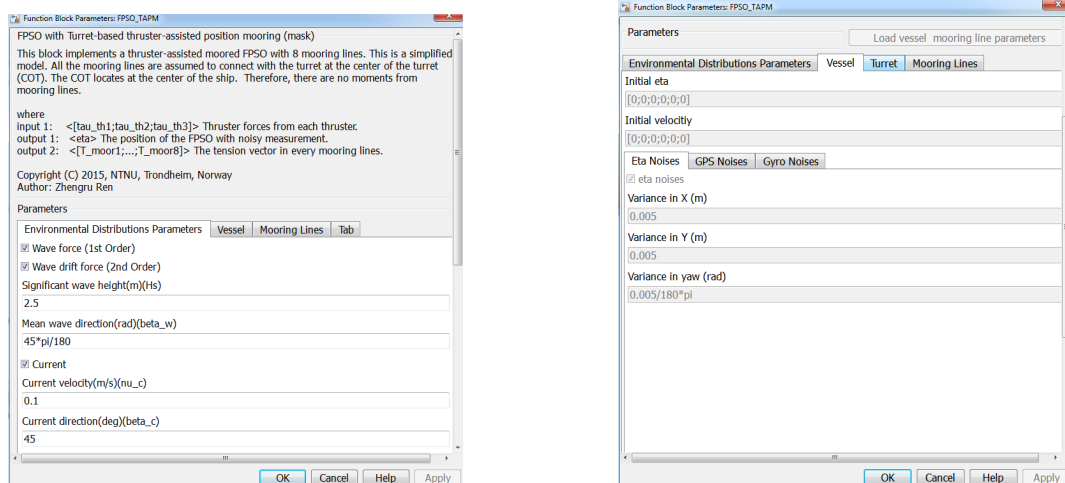 Function Block Parameters: FPSO_TAPM
FPSO with Turret-based thruster-assisted position mooring (mask)
This block implements a thruster-assisted moored FPSO with 8 mooring lines. This is a simplified
model. All the mooring lines are assumed to connect with the turret at the center of the turret
(COT). The COT locates at the center of the ship. Therefore, there are no moments from
mooring lines.
where
input 1: <[tau_th1;tau_th2;tau_th3]> Thruster forces from each thruster.
output 1: <eta> The position of the FPSO with noisy measurement.
output 2: <[T_moor1;...;T_moor8]> The tension vector in every mooring lines.
Copyright (C) 2015, NTNU, Trondheim, Norway
Author: Zhengru Ren
Parameters
Environmental Distributions Parameters Vessel Mooring Lines Tab
Wave force (1st Order)
Wave drift force (2nd Order)
Significant wave height(m)(Hs)
2.5
Mean wave direction(rad)(beta_w)
45*pi/180
Current
Current velocity(m/s)(nu_c)
0.1
Current direction(deg)(beta_c)
45
OK Cancel Help Apply
Function Block Parameters: FPSO_TAPM
Parameters
Load vessel mooring line parameters
Environmental Distributions Parameters Vessel Turret Mooring Lines
Initial eta
[0;0;0;0;0;0]
Initial velocitiy
[0;0;0;0;0;0]
Eta Noises GPS Noises Gyro Noises
eta noises
Variance in X (m)
0.005
Variance in Y (m)
0.005
Variance in yaw (rad)
0.005/180*pi
OK Cancel Help Apply